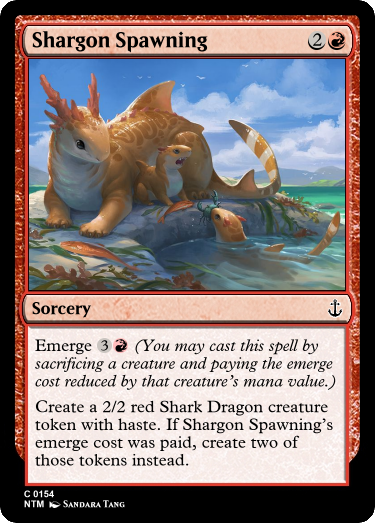 Shargon Spawning 2
Sorcery
Emerge 3 (You may cast this spell by
sacrificing a creature and paying the emerge
cost reduced by that creature's mana value.)
Create a 2/2 red Shark Dragon creature
token with haste. If Shargon Spawning's
emerge cost was paid, create two of
those tokens instead.
C 0154
NTM Sandara Tang